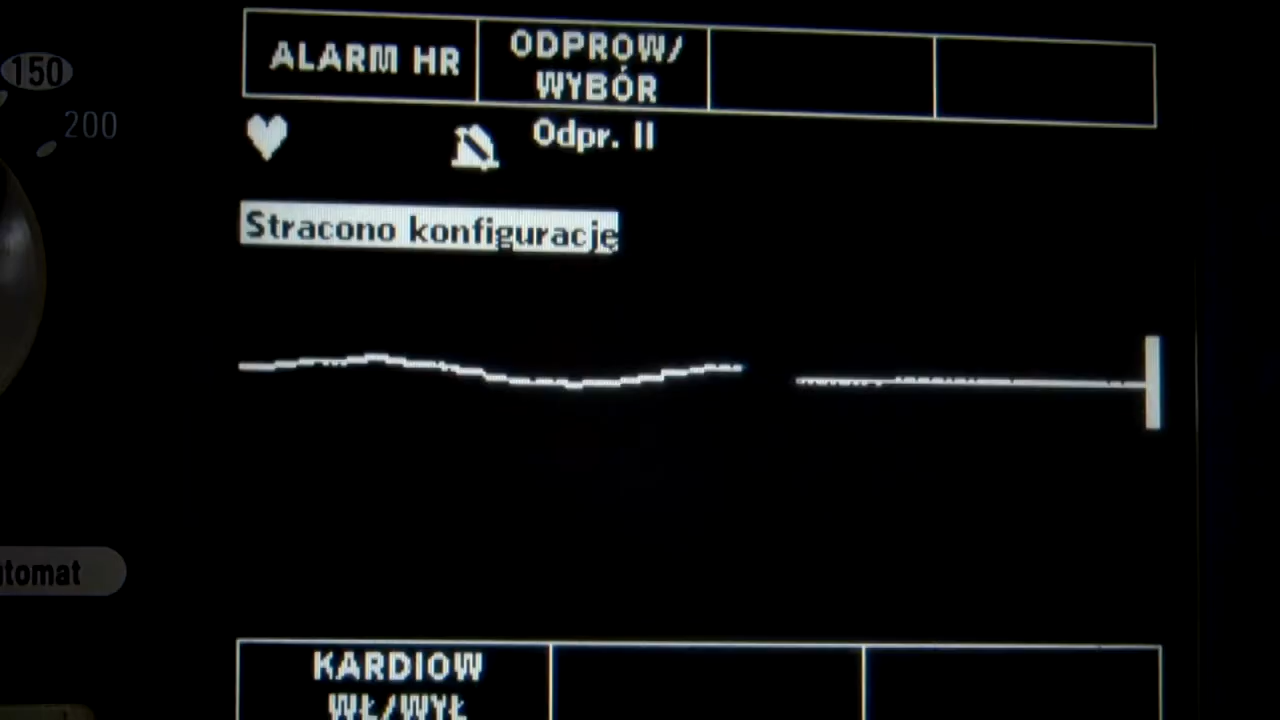 150
200
ALARM HR
ODPROW/
WYBÓR
Odpr. II
Stracono konfigurację
tomat
KARDIOW
WŁ/WYŁ